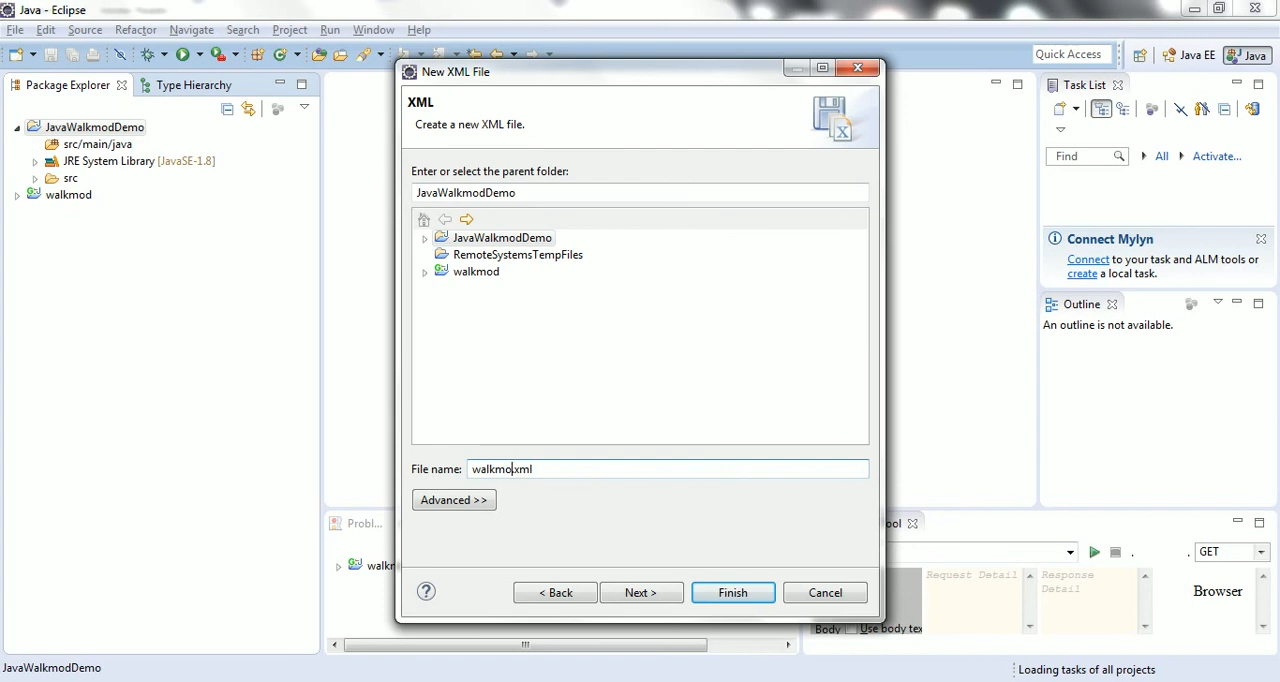 Java - Eclipse
File Edit Source Refactor Navigate Search Project Run Window Help
Quick Access
Java EE
Java
Package Explorer
Type Hierarchy
JavaWalkmodDemo
src/main/java
JRE System Library [JavaSE-1.8]
src
walkmod
New XML File
XML
Create a new XML file.
Enter or select the parent folder:
JavaWalkmodDemo
JavaWalkmodDemo
RemoteSystemsTempFiles
walkmod
File name: walkmo.xml
Advanced >>
< Back
Next >
Finish
Cancel
Task List
Find
All
Activate...
Connect Mylyn
Connect to your task and ALM tools or
create a local task.
Outline
An outline is not available.
Probl...
walkm
ool
GET
Request Detail
Response
Detail
Browser
Body
Use body tex
JavaWalkmodDemo
Loading tasks of all projects